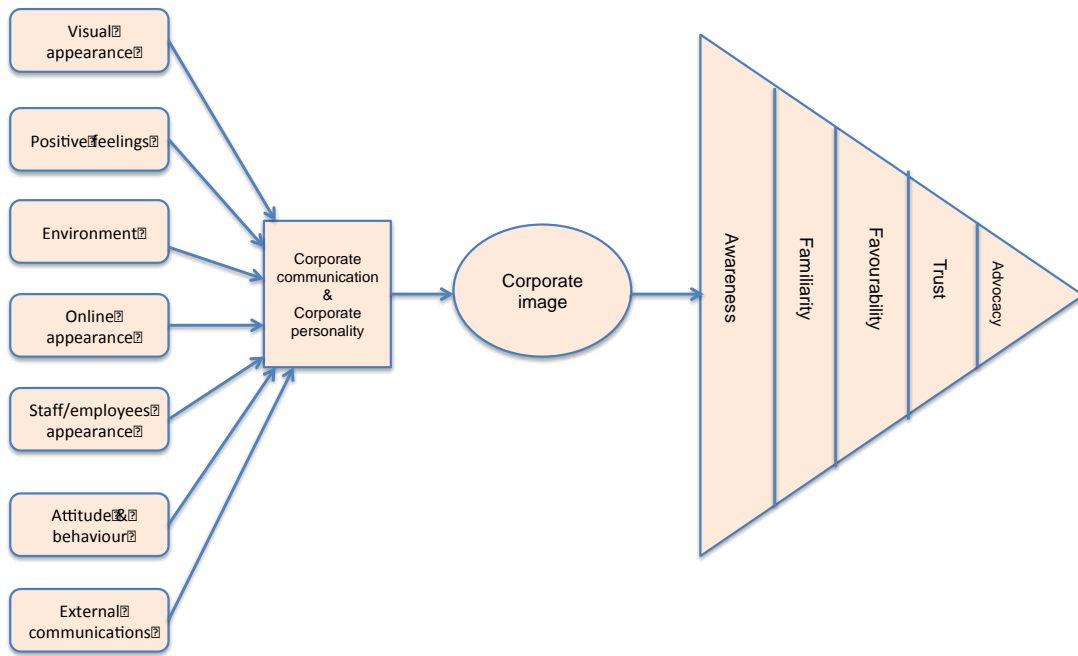 Visual
appearance
Positive feelings
Environment
Online
appearance
Staff/employees
appearance
Attitude &
behaviour
External
communications
Corporate
communication
&
Corporate
personality
Corporate
image
Awareness
Familiarity
Favourability
Trust
Advocacy